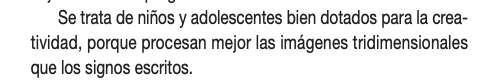 Se trata de niños y adolescentes bien dotados para la crea-
tividad, porque procesan mejor las imágenes tridimensionales
que los signos escritos.